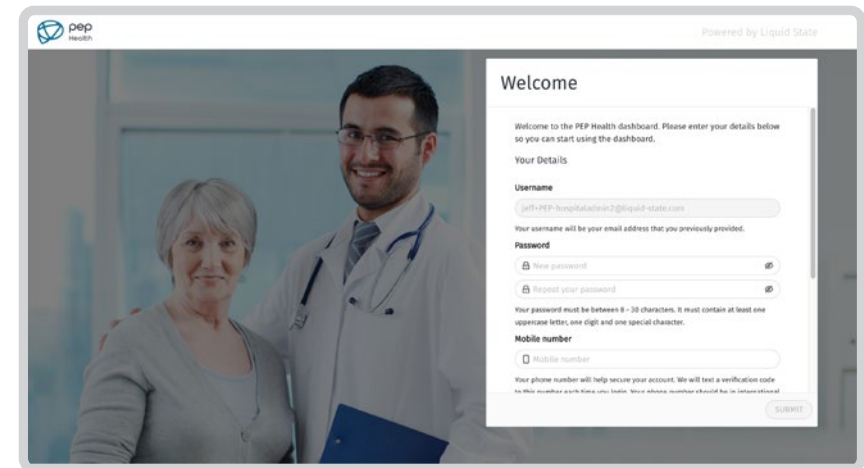 pep
Health
Powered by Liquid State
Welcome
Welcome to the PEP Health dashboard. Please enter your details below
so you can start using the dashboard.
Your Details
Username
jeff+PEP-hospitaladmin2@liquid-state.com
Your username will be your email address that you previously provided.
Password
New password
Repeat your password
Your password must be between 8 - 30 characters. It must contain at least one
uppercase letter, one digit and one special character.
Mobile number
Mobile number
Your phone number will help secure your account. We will text a verification code
to this number each time you login. Your phone number should be in international
SUBMIT